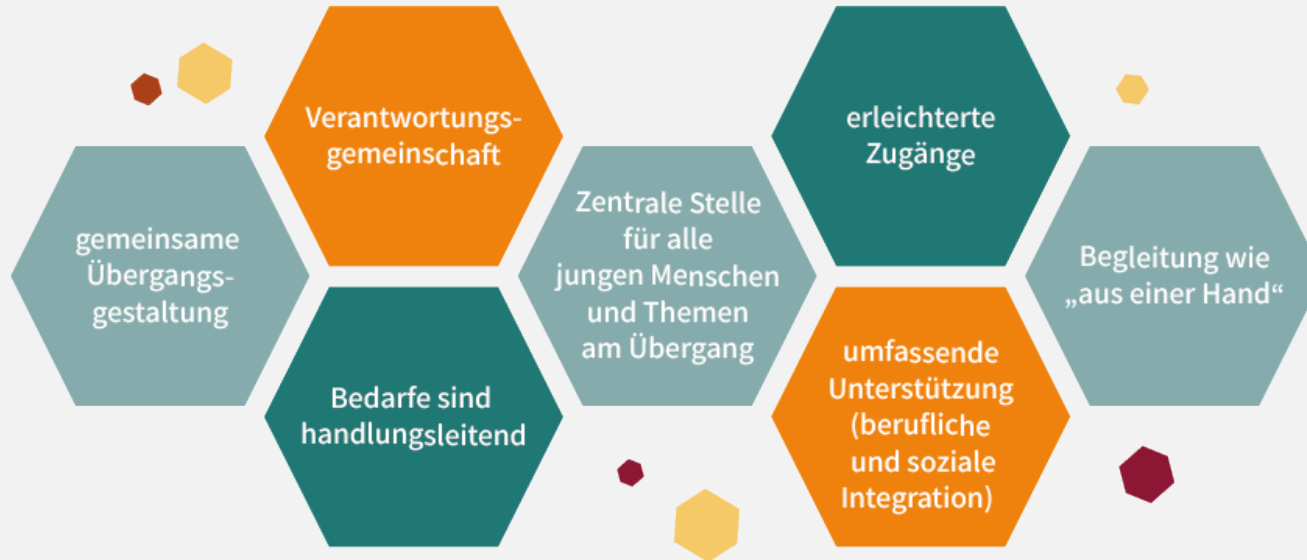 gemeinsame
Übergangs-
gestaltung
Verantwortungs-
gemeinschaft
Bedarfe sind
handlungsleitend
Zentrale Stelle
für alle
jungen Menschen
und Themen
am Übergang
erleichterte
Zugänge
umfassende
Unterstützung
(berufliche
und soziale
Integration)
Begleitung wie
„aus einer Hand“